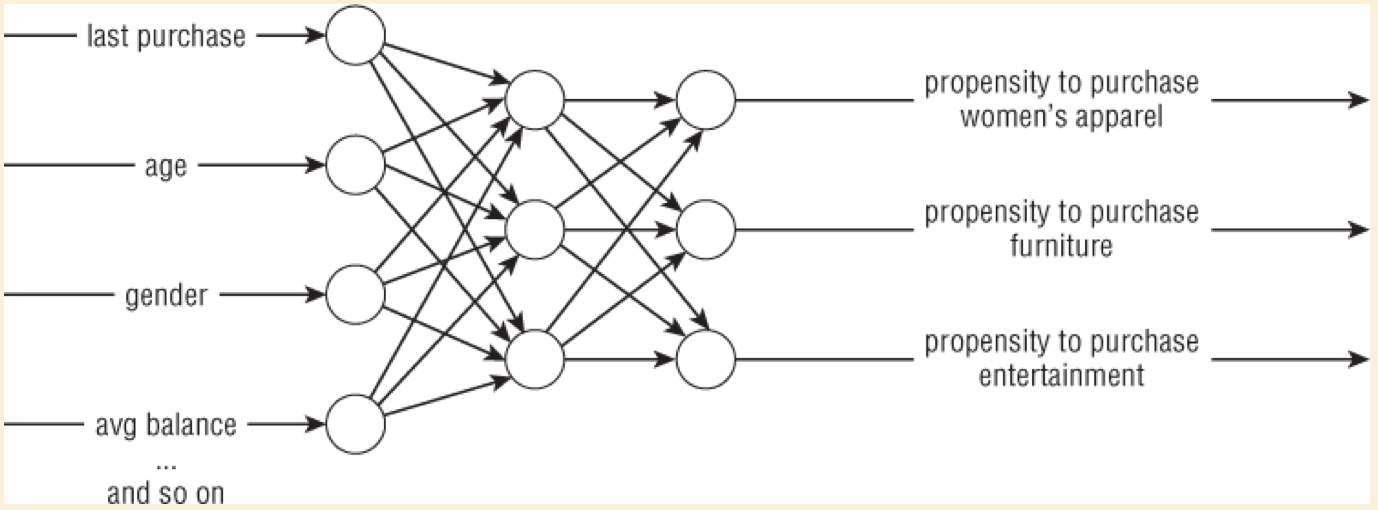 last purchase
age
gender
avg balance
...
and so on
propensity to purchase
women's apparel
propensity to purchase
furniture
propensity to purchase
entertainment